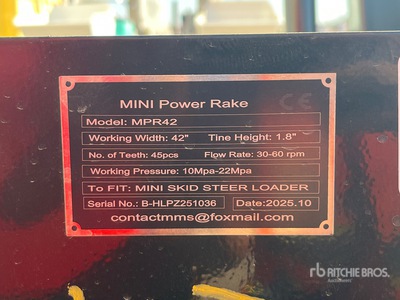 MINI Power Rake CE
Model: MPR42
Working Width: 42" Tine Height: 1.8"
No. of Teeth: 45pcs Flow Rate: 30-60 rpm
Working Pressure: 10Mpa-22Mpa
To FIT: MINI SKID STEER LOADER
Serial No.: B-HLPZ251036 Date:2025.10
contactmms@foxmail.com
rb RITCHIE BROS.
Auctioneers